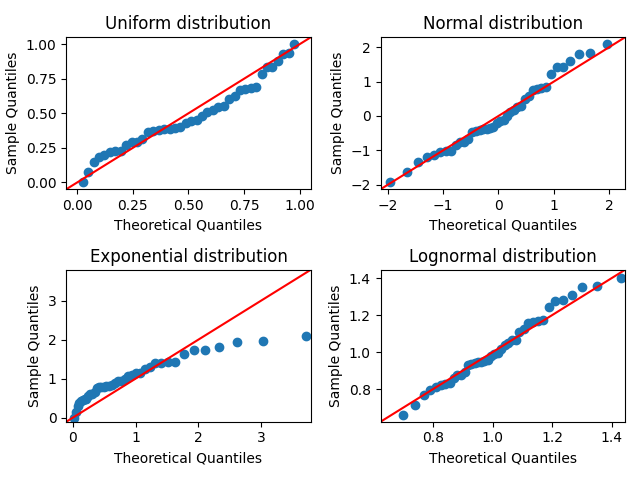 Uniform distribution
Sample Quantiles
1.00
0.75
0.50
0.25
0.00
0.00 0.25 0.50 0.75 1.00
Theoretical Quantiles
Normal distribution
Sample Quantiles
2
1
0
−1
−2
−2 −1 0 1 2
Theoretical Quantiles
Exponential distribution
Sample Quantiles
3
2
1
0
0 1 2 3
Theoretical Quantiles
Lognormal distribution
Sample Quantiles
1.4
1.2
1.0
0.8
0.8 1.0 1.2 1.4
Theoretical Quantiles